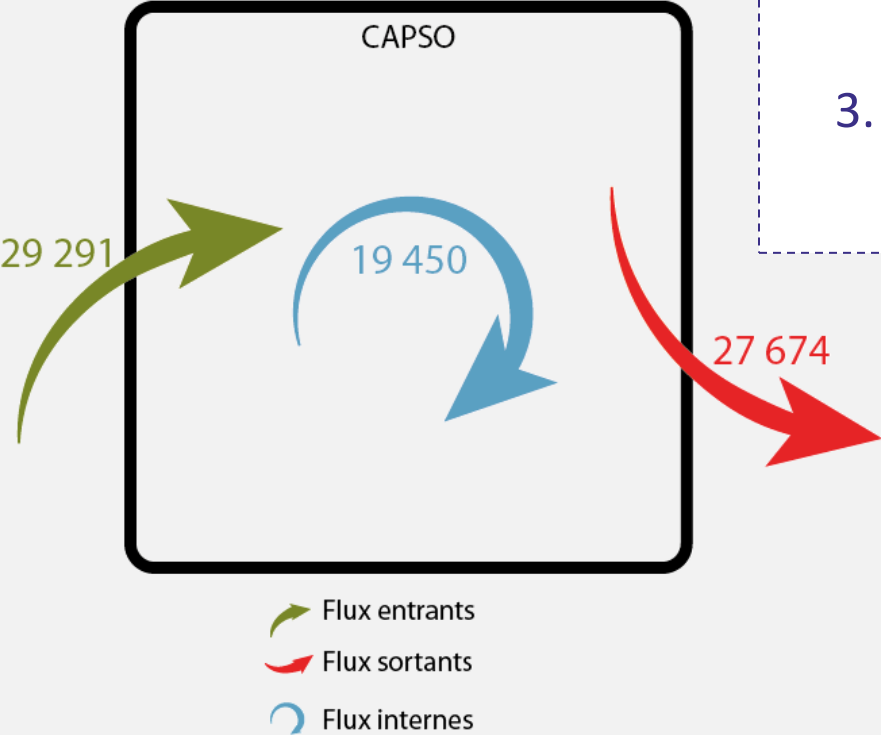 CAPSO
3.
29 291
19 450
27 674
Flux entrants
Flux sortants
Flux internes